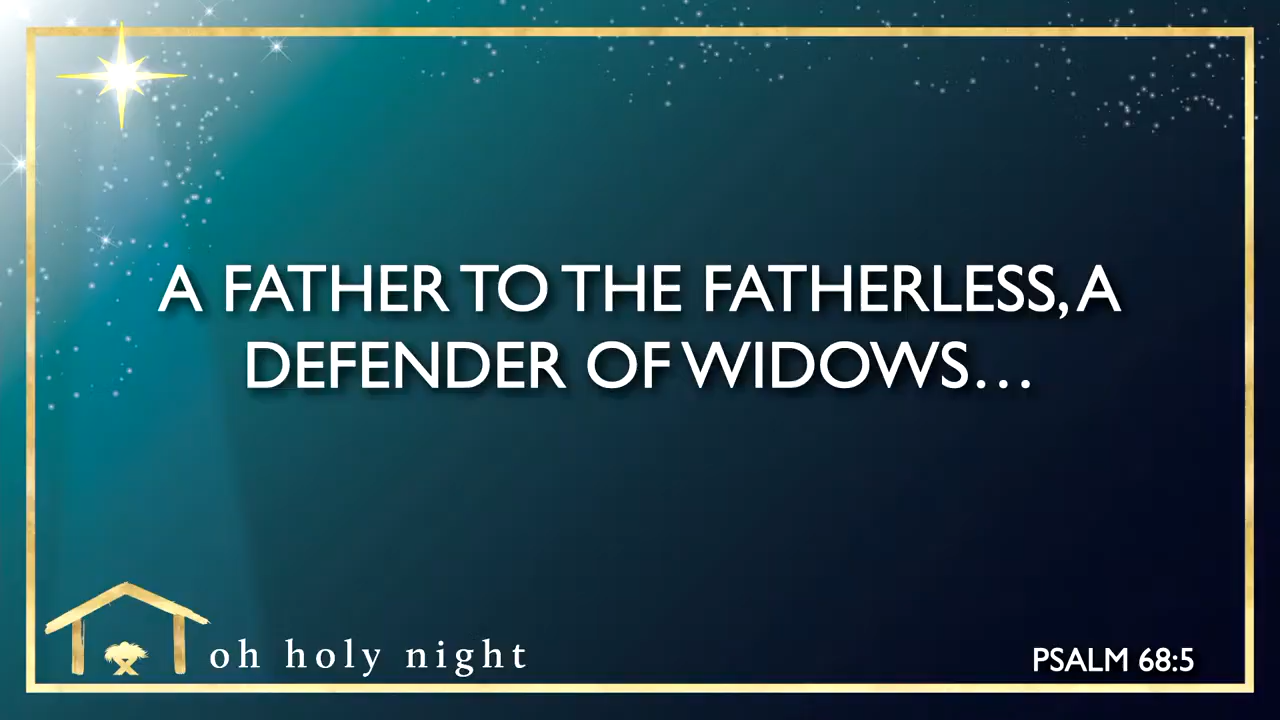 A FATHER TO THE FATHERLESS, A
DEFENDER OF WIDOWS…
oh holy night
PSALM 68:5